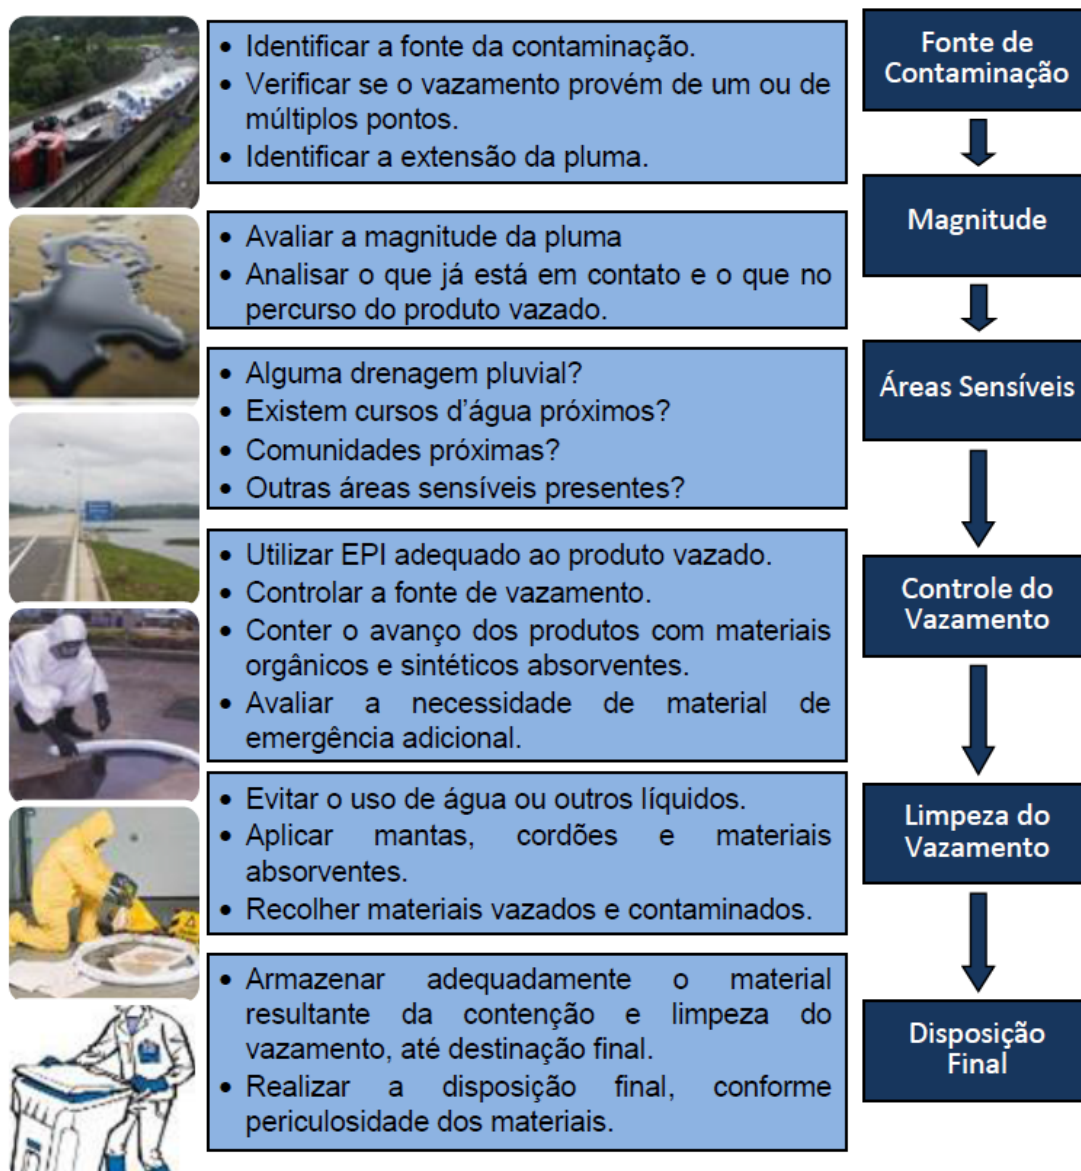 • Identificar a fonte da contaminação.
• Verificar se o vazamento provém de um ou de
múltiplos pontos.
• Identificar a extensão da pluma.
Fonte de
Contaminação
• Avaliar a magnitude da pluma
• Analisar o que já está em contato e o que no
percurso do produto vazado.
Magnitude
• Alguma drenagem pluvial?
• Existem cursos d’água próximos?
• Comunidades próximas?
• Outras áreas sensíveis presentes?
Áreas Sensíveis
• Utilizar EPI adequado ao produto vazado.
• Controlar a fonte de vazamento.
• Conter o avanço dos produtos com materiais
orgânicos e sintéticos absorventes.
• Avaliar a necessidade de material de
emergência adicional.
Controle do
Vazamento
• Evitar o uso de água ou outros líquidos.
• Aplicar mantas, cordões e materiais
absorventes.
• Recolher materiais vazados e contaminados.
Limpeza do
Vazamento
• Armazenar adequadamente o material
resultante da contenção e limpeza do
vazamento, até destinação final.
• Realizar a disposição final, conforme
periculosidade dos materiais.
Disposição
Final